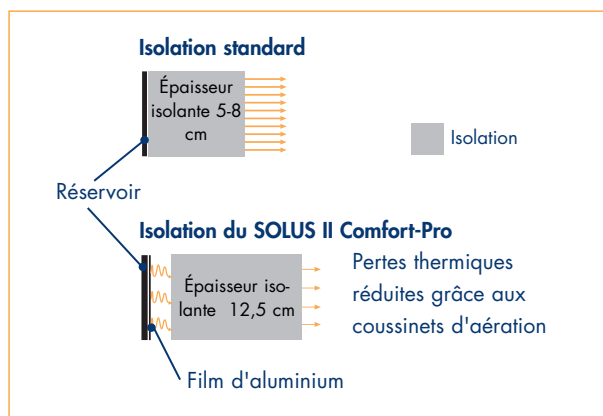 Isolation standard
Épaisseur
isolante 5-8
cm
Isolation
Réservoir
Isolation du SOLUS II Comfort-Pro
Épaisseur iso-
lante 12,5 cm
Pertes thermiques
réduites grâce aux
coussinets d'aération
Film d'aluminium